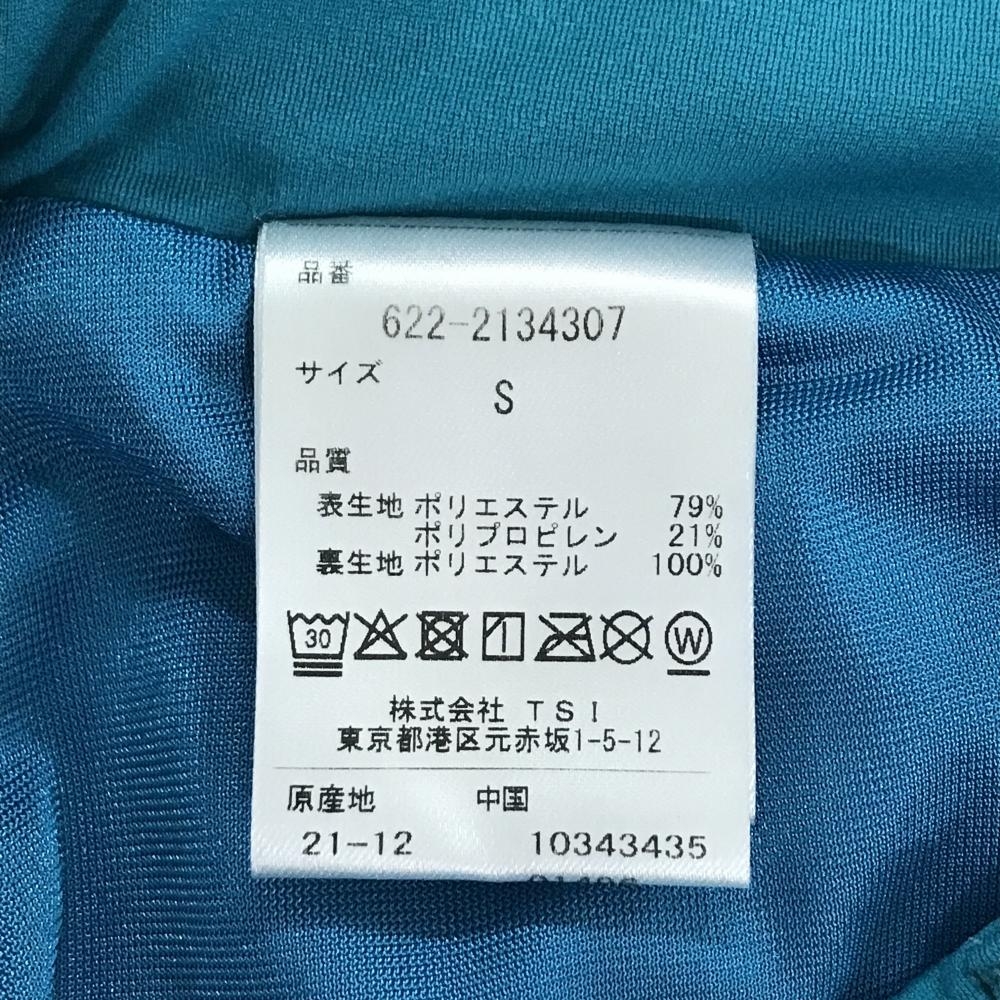 品番
622-2134307
サイズ
S
品質
表生地 ポリエステル 79%
ポリプロピレン 21%
裏生地 ポリエステル 100%
30 W
株式会社 TSI
東京都港区元赤坂1-5-12
原産地 中国
21-12 10343435